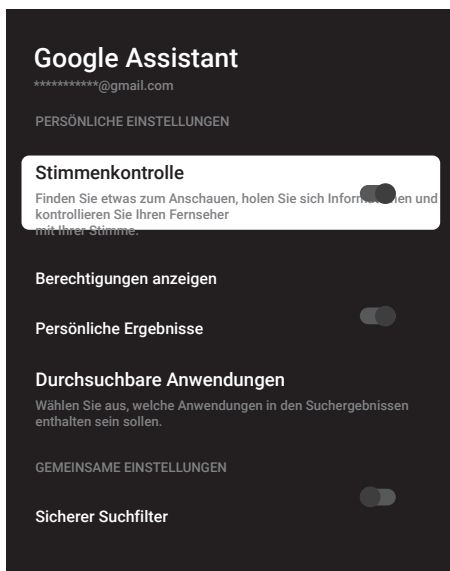 Google Assistant
***********@gmail.com
PERSÖNLICHE EINSTELLUNGEN
Stimmenkontrolle
Finden Sie etwas zum Anschauen, holen Sie sich Informationen und
kontrollieren Sie Ihren Fernseher
mit Ihrer Stimme.
Berechtigungen anzeigen
Persönliche Ergebnisse
Durchsuchbare Anwendungen
Wählen Sie aus, welche Anwendungen in den Suchergebnissen
enthalten sein sollen.
GEMEINSAME EINSTELLUNGEN
Sicherer Suchfilter